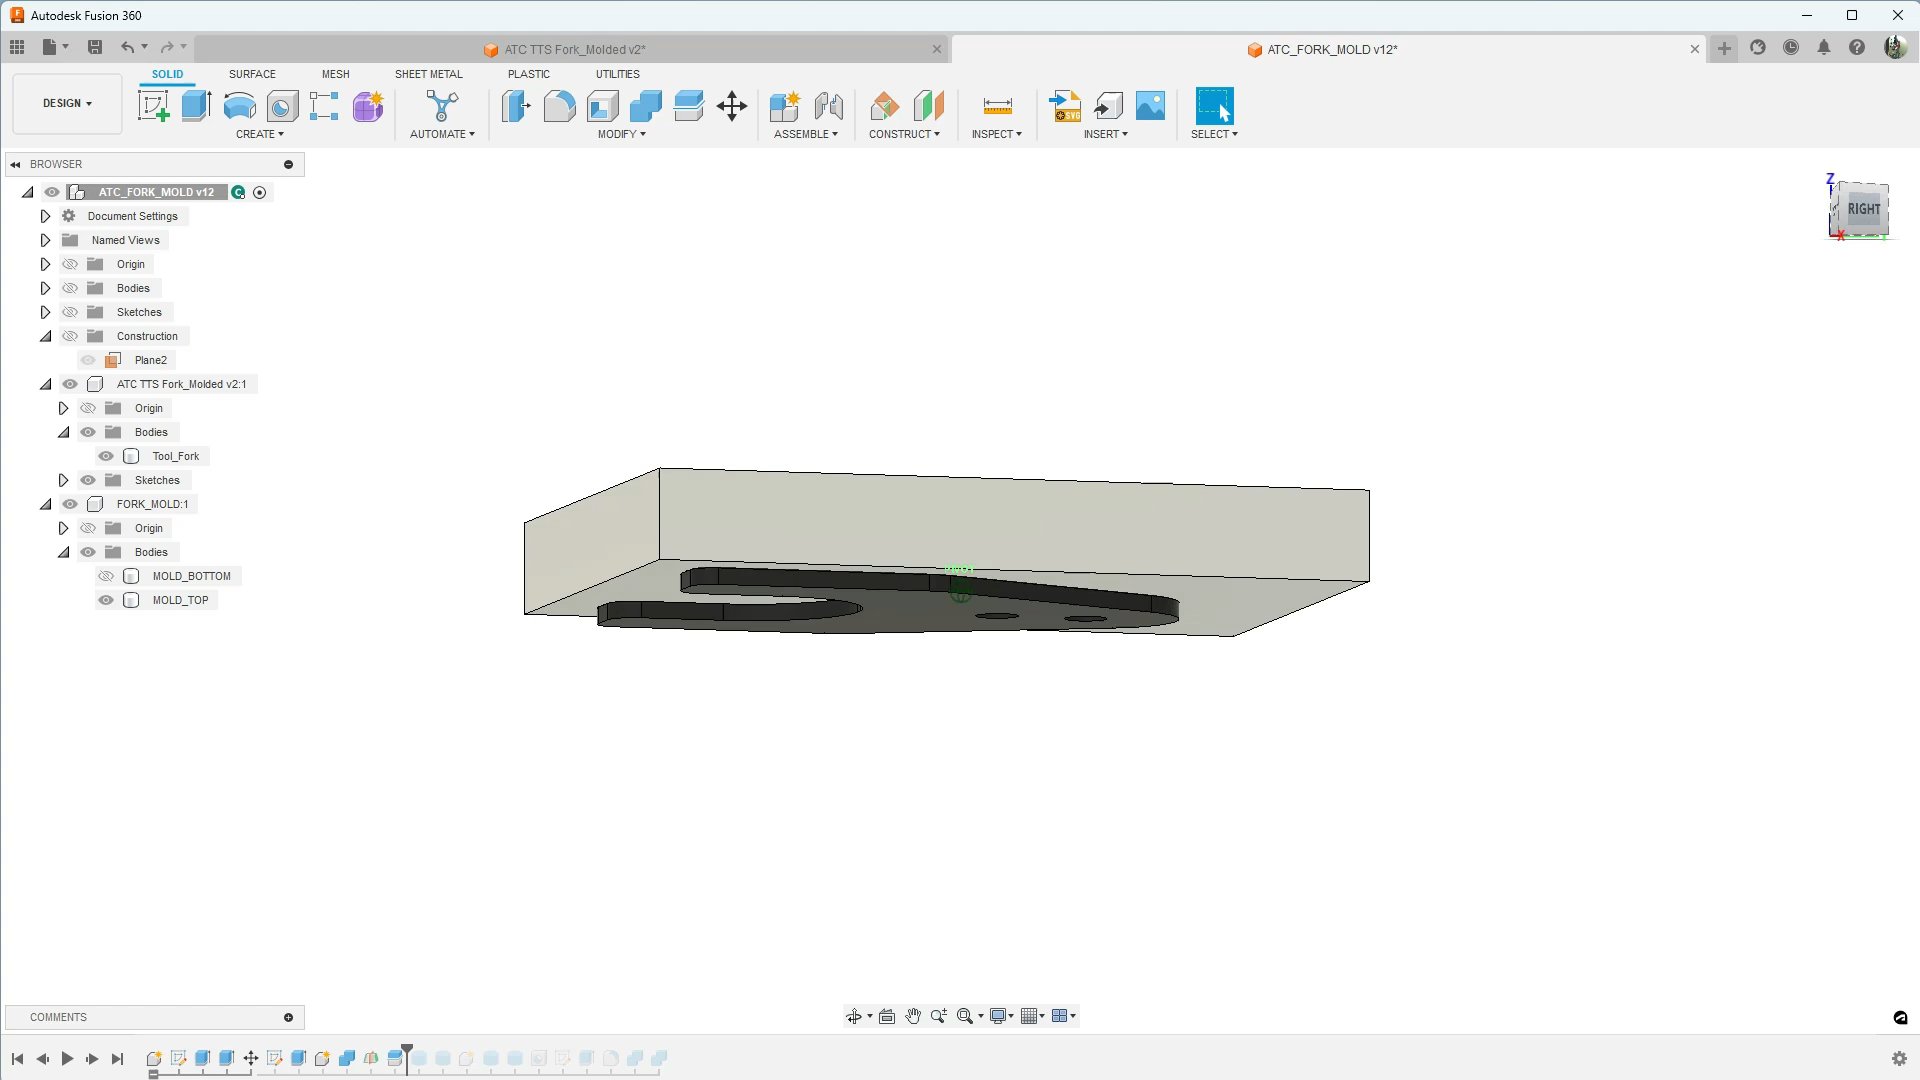 Autodesk Fusion 360
ATC TTS Fork_Molded v2*
ATC_FORK_MOLD v12*
DESIGN
SOLID
SURFACE
MESH
SHEET METAL
PLASTIC
UTILITIES
CREATE
AUTOMATE
MODIFY
ASSEMBLE
CONSTRUCT
INSPECT
SVG
INSERT
SELECT
BROWSER
ATC_FORK_MOLD v12
Document Settings
Named Views
Origin
Bodies
Sketches
Construction
Plane2
ATC TTS Fork_Molded v2:1
Origin
Bodies
Tool_Fork
Sketches
FORK_MOLD:1
Origin
Bodies
MOLD_BOTTOM
MOLD_TOP
Z
RIGHT
X
COMMENTS